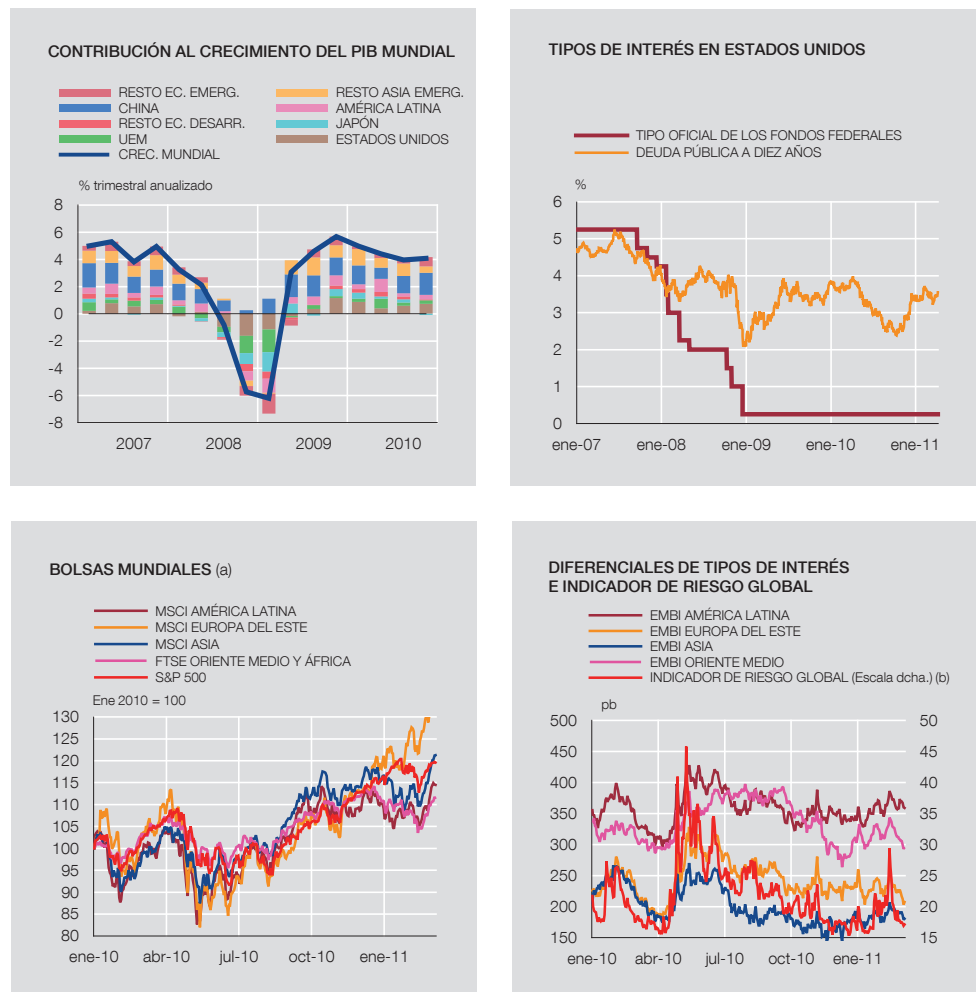 CONTRIBUCIÓN AL CRECIMIENTO DEL PIB MUNDIAL
RESTO EC. EMERG.
CHINA
RESTO EC. DESARR.
UEM
CREC. MUNDIAL
RESTO ASIA EMERG.
AMÉRICA LATINA
JAPÓN
ESTADOS UNIDOS
% trimestral anualizado
8
6
4
2
0
-2
-4
-6
-8
2007 2008 2009 2010
TIPOS DE INTERÉS EN ESTADOS UNIDOS
TIPO OFICIAL DE LOS FONDOS FEDERALES
DEUDA PÚBLICA A DIEZ AÑOS
%
6
5
4
3
2
1
0
ene-07 ene-08 ene-09 ene-10 ene-11
BOLSAS MUNDIALES (a)
MSCI AMÉRICA LATINA
MSCI EUROPA DEL ESTE
MSCI ASIA
FTSE ORIENTE MEDIO Y ÁFRICA
S&P 500
Ene 2010 = 100
130
125
120
115
110
105
100
95
90
85
80
ene-10 abr-10 jul-10 oct-10 ene-11
DIFERENCIALES DE TIPOS DE INTERÉS
E INDICADOR DE RIESGO GLOBAL
EMBI AMÉRICA LATINA
EMBI EUROPA DEL ESTE
EMBI ASIA
EMBI ORIENTE MEDIO
INDICADOR DE RIESGO GLOBAL (Escala dcha.) (b)
pb
500
450
400
350
300
250
200
150
50
45
40
35
30
25
20
15
ene-10 abr-10 jul-10 oct-10 ene-11